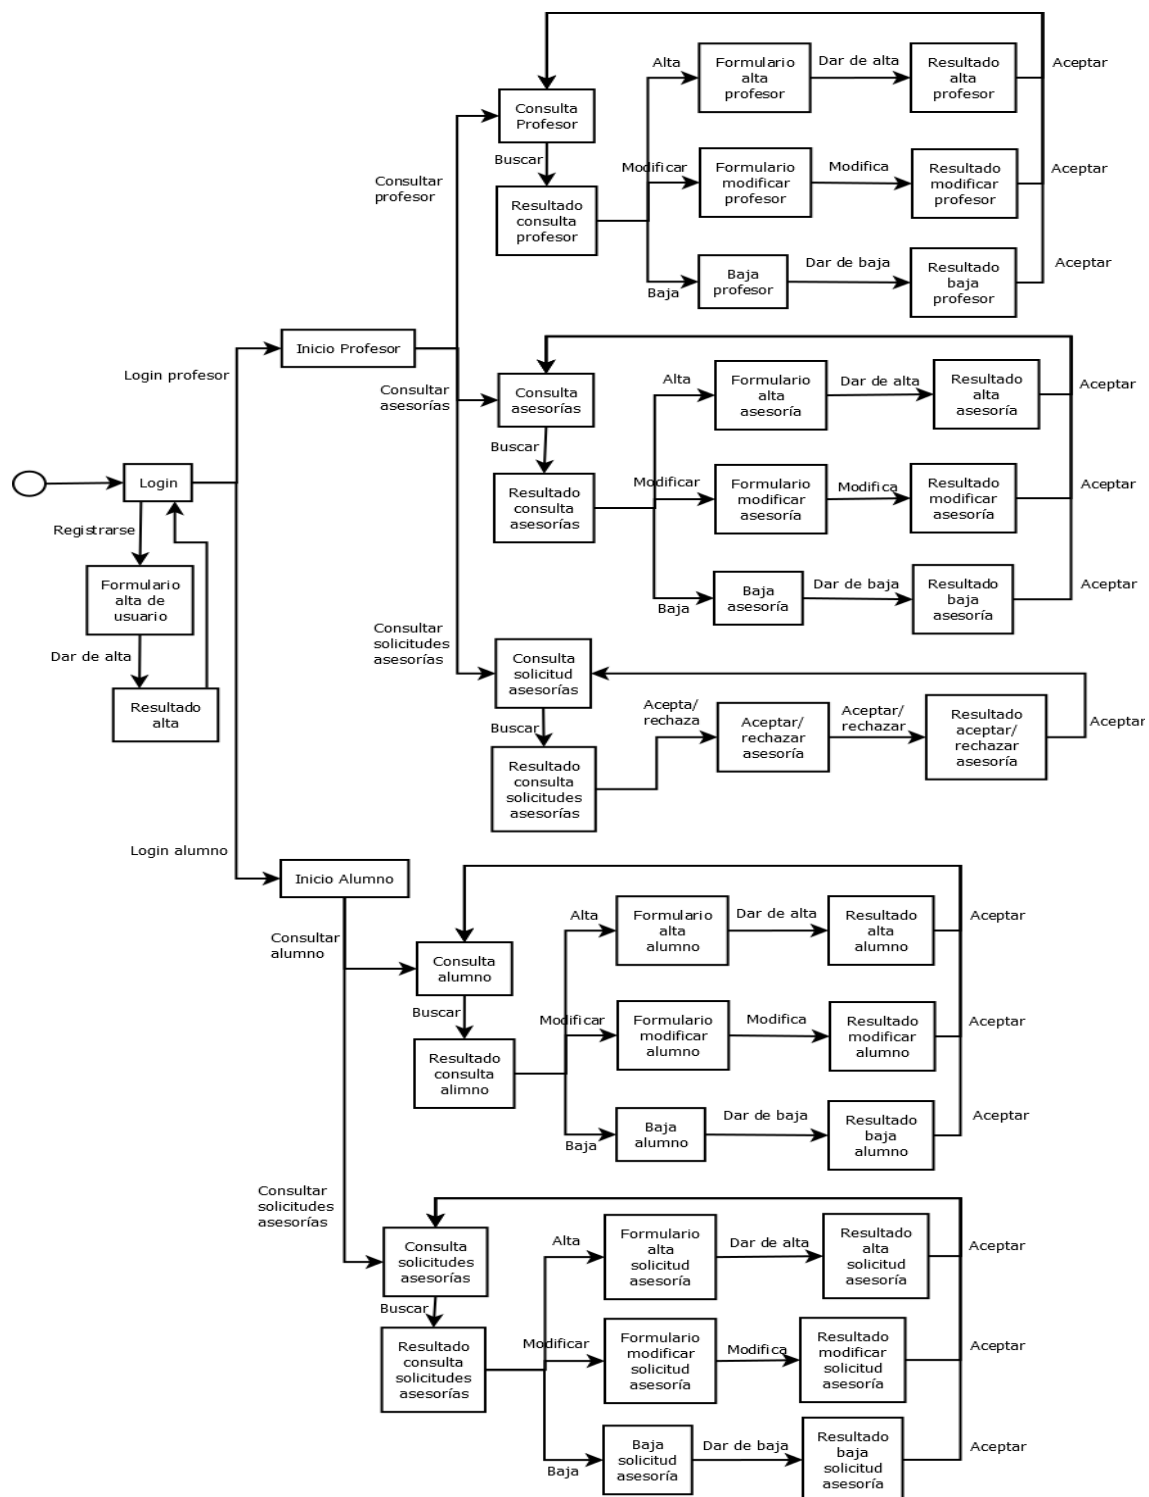 Alta
Formulario
alta
profesor
Dar de alta
Resultado
alta
profesor
Aceptar
Consulta
Profesor
Buscar
Consultar
profesor
Resultado
consulta
profesor
Modificar
Formulario
modificar
profesor
Modifica
Resultado
modificar
profesor
Aceptar
Baja
Baja
profesor
Dar de baja
Resultado
baja
profesor
Aceptar
Inicio Profesor
Login profesor
Consultar
asesorías
Consulta
asesorías
Buscar
Resultado
consulta
asesorías
Alta
Formulario
alta
asesoría
Dar de alta
Resultado
alta
asesoría
Aceptar
Modificar
Formulario
modificar
asesoría
Modifica
Resultado
modificar
asesoría
Aceptar
Baja
Baja
asesoría
Dar de baja
Resultado
baja
asesoría
Aceptar
Login
Registrarse
Formulario
alta de
usuario
Dar de alta
Resultado
alta
Consultar
solicitudes
asesorías
Consulta
solicitud
asesorías
Buscar
Resultado
consulta
solicitudes
asesorías
Acepta/
rechaza
Aceptar/
rechazar
asesoría
Aceptar/
rechazar
Resultado
aceptar/
rechazar
asesoría
Aceptar
Login alumno
Inicio Alumno
Consultar
alumno
Consulta
alumno
Buscar
Resultado
consulta
alimno
Alta
Formulario
alta
alumno
Dar de alta
Resultado
alta
alumno
Aceptar
Modificar
Formulario
modificar
alumno
Modifica
Resultado
modificar
alumno
Aceptar
Baja
Baja
alumno
Dar de baja
Resultado
baja
alumno
Aceptar
Consultar
solicitudes
asesorías
Consulta
solicitudes
asesorías
Buscar
Resultado
consulta
solicitudes
asesorías
Alta
Formulario
alta
solicitud
asesoría
Dar de alta
Resultado
alta
solicitud
asesoría
Aceptar
Modificar
Formulario
modificar
solicitud
asesoría
Modifica
Resultado
modificar
solicitud
asesoría
Aceptar
Baja
Baja
solicitud
asesoría
Dar de baja
Resultado
baja
solicitud
asesoría
Aceptar